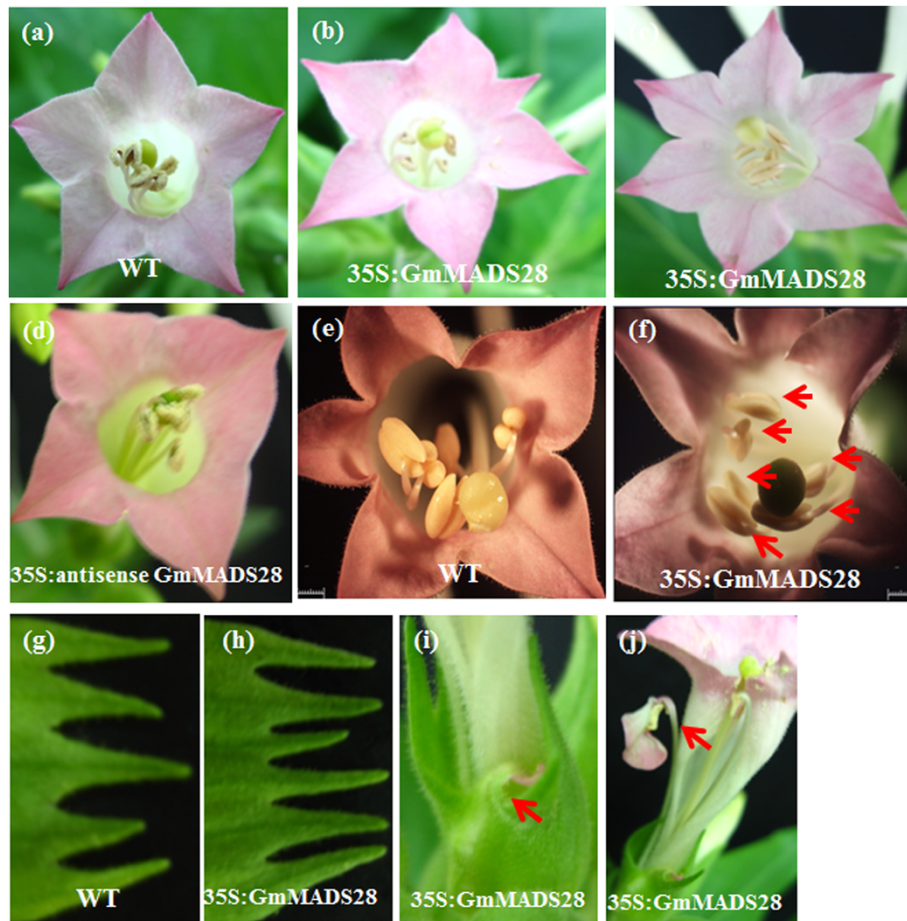 (a)
WT
(b)
35S:GmMADS28
(c)
35S:GmMADS28
(d)
35S:antisense GmMADS28
(e)
WT
(f)
35S:GmMADS28
(g)
WT
(h)
35S:GmMADS28
(i)
35S:GmMADS28
(j)
35S:GmMADS28